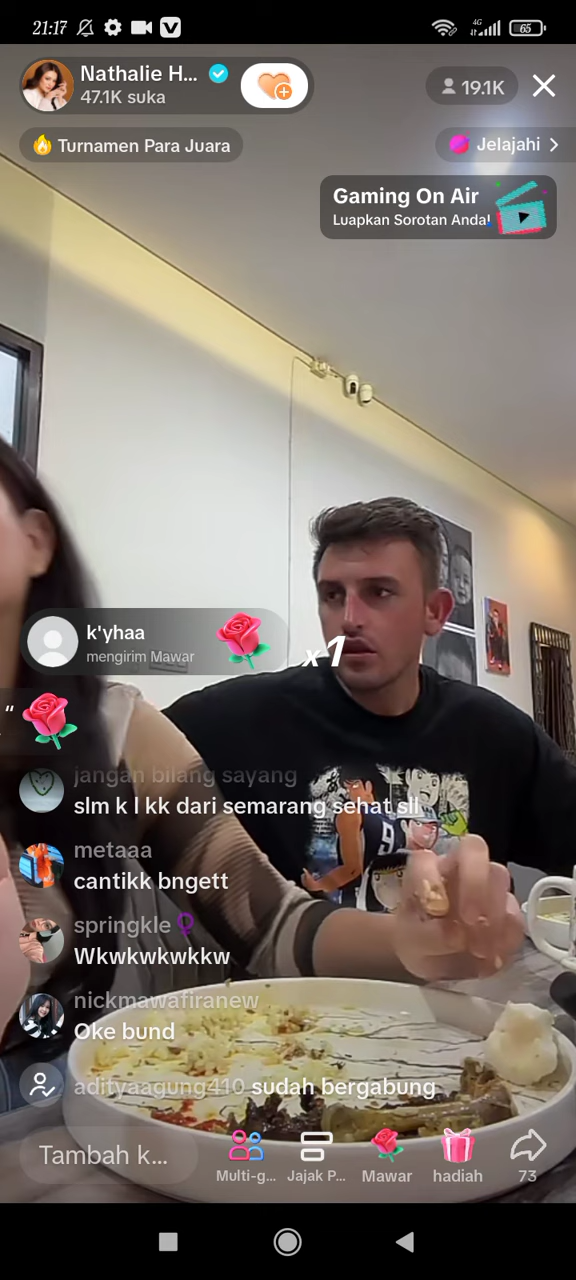 21:17
4G
65
Nathalie H...
47.1K suka
19.1K
Turnamen Para Juara
Jelajahi >
Gaming On Air
Luapkan Sorotan Anda!
k'yhaa
mengirim Mawar
x1
jangan bilang sayang
slm k l kk dari semarang sehat sll
9
metaaa
cantikk bngett
springkle
Wkwkwkwkkw
nickmawafiranew
Oke bund
adityaagung410 sudah bergabung
Tambah k...
Multi-g...
Jajak P...
Mawar
hadiah
73